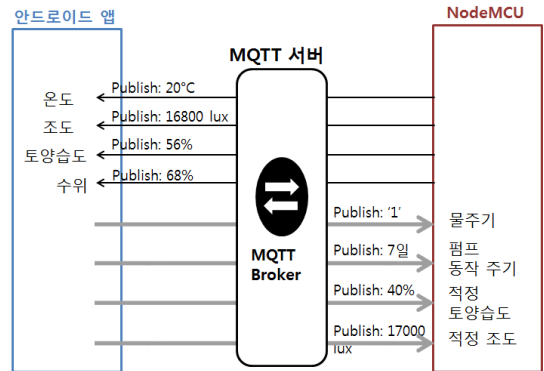 안드로이드 앱
NodeMCU
MQTT 서버
온도
Publish: 20°C
조도
Publish: 16800 lux
토양습도
Publish: 56%
수위
Publish: 68%
MQTT
Broker
Publish: '1'
물주기
Publish: 7일
펌프
동작 주기
Publish: 40%
적정
토양습도
Publish: 17000
lux
적정 조도